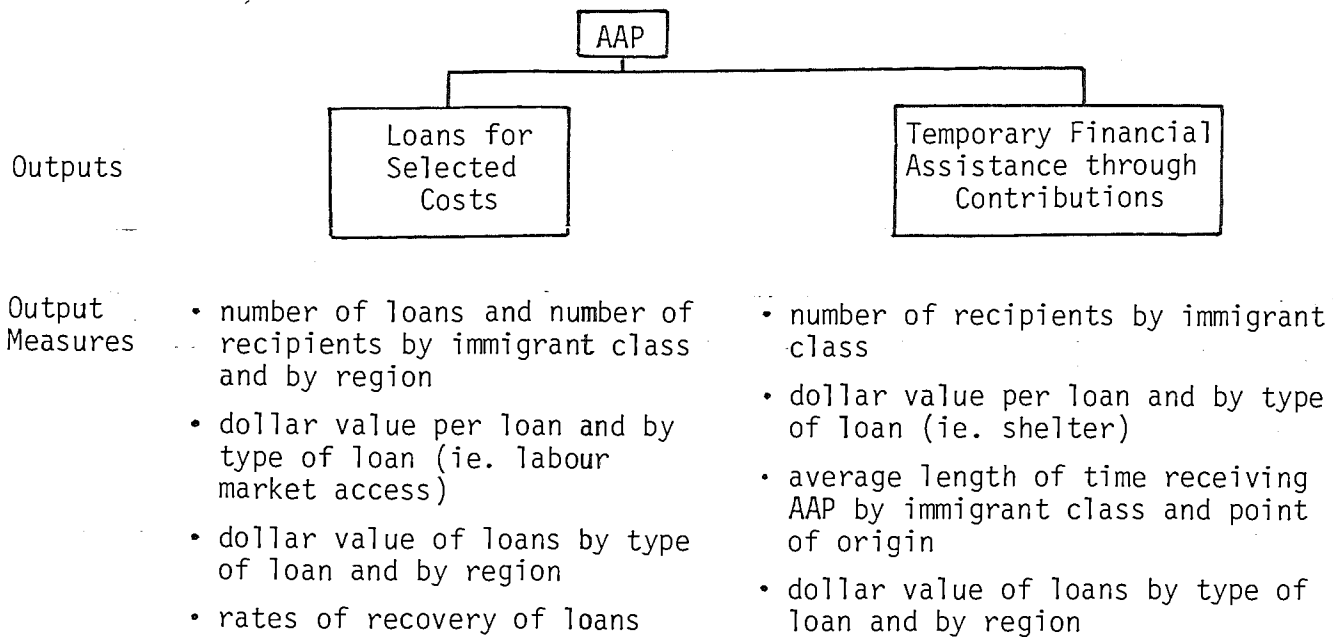 AAP
Outputs
Loans for
Selected
Costs
Temporary Financial
Assistance through
Contributions
Output
Measures
• number of loans and number of
recipients by immigrant class
and by region
• dollar value per loan and by
type of loan (ie. labour
market access)
• dollar value of loans by type
of loan and by region
• rates of recovery of loans
• number of recipients by immigrant
class
• dollar value per loan and by type
of loan (ie. shelter)
• average length of time receiving
AAP by immigrant class and point
of origin
• dollar value of loans by type of
loan and by region